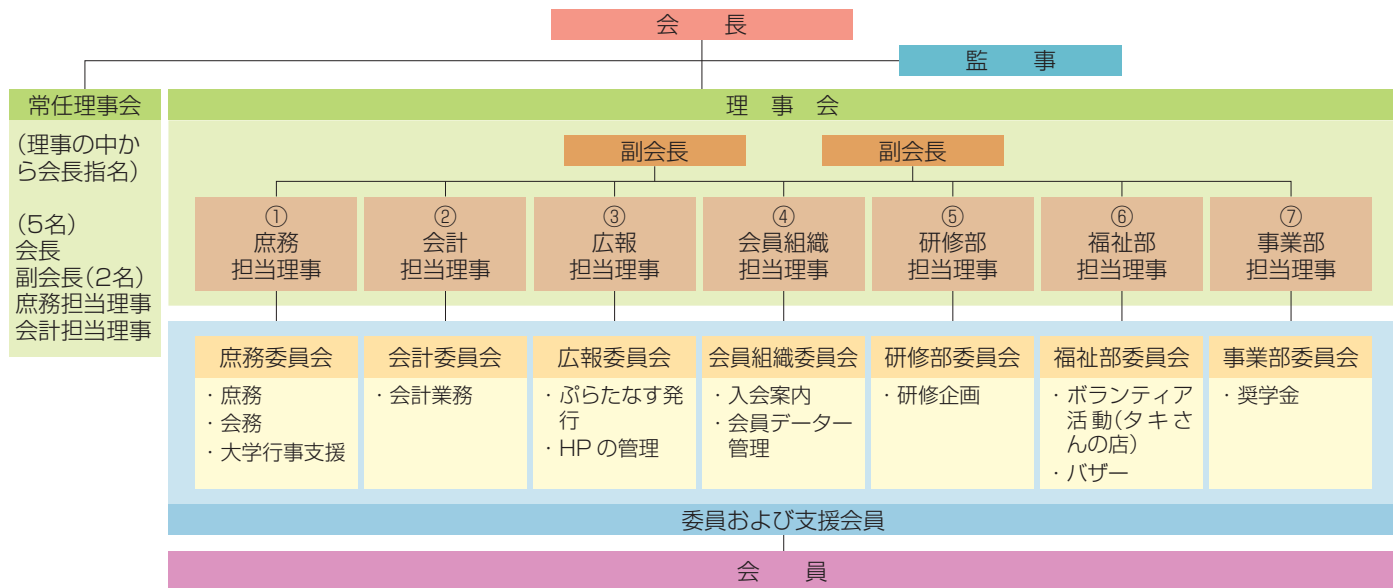 会　長
監　事
常任理事会
(理事の中か
ら会長指名)
(5名)
会長
副会長(2名)
庶務担当理事
会計担当理事
理　事　会
副会長
副会長
①
庶務
担当理事
②
会計
担当理事
③
広報
担当理事
④
会員組織
担当理事
⑤
研修部
担当理事
⑥
福祉部
担当理事
⑦
事業部
担当理事
庶務委員会
・庶務
・会務
・大学行事支援
会計委員会
・会計業務
広報委員会
・ぷらたなす発
行
・HPの管理
会員組織委員会
・入会案内
・会員データー
管理
研修部委員会
・研修企画
福祉部委員会
・ボランティア
活動(タキさ
んの店)
・バザー
事業部委員会
・奨学金
委員および支援会員
会　員